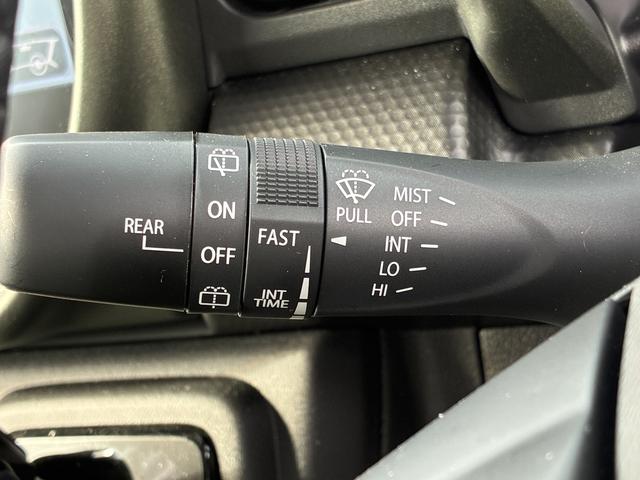 REAR
ON
OFF
FAST
INT
TIME
PULL
MIST
OFF
INT
LO
HI